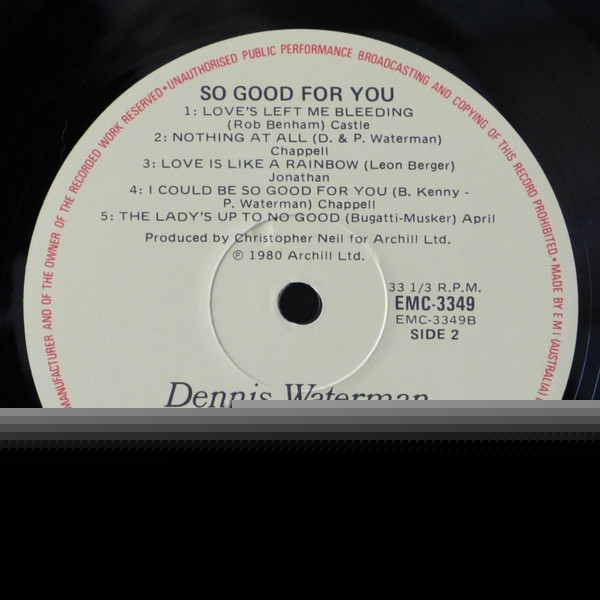 MANUFACTURER AND OF THE OWNER OF THE RECORDED WORK RESERVED • UNAUTHORISED PUBLIC PERFORMANCE BROADCASTING AND COPYING OF THIS RECORD PROHIBITED. • MADE BY EMI (AUSTRALIA)
SO GOOD FOR YOU
1: LOVE'S LEFT ME BLEEDING
(Rob Benham) Castle
2: NOTHING AT ALL (D. & P. Waterman)
Chappell
3: LOVE IS LIKE A RAINBOW (Leon Berger)
Jonathan
4: I COULD BE SO GOOD FOR YOU (B. Kenny -
P. Waterman) Chappell
5: THE LADY'S UP TO NO GOOD (Bugatti-Musker) April
Produced by Christopher Neil for Archill Ltd.
℗ 1980 Archill Ltd.
33 1/3 R.P.M.
EMC-3349
EMC-3349B
SIDE 2
Dennis Waterman